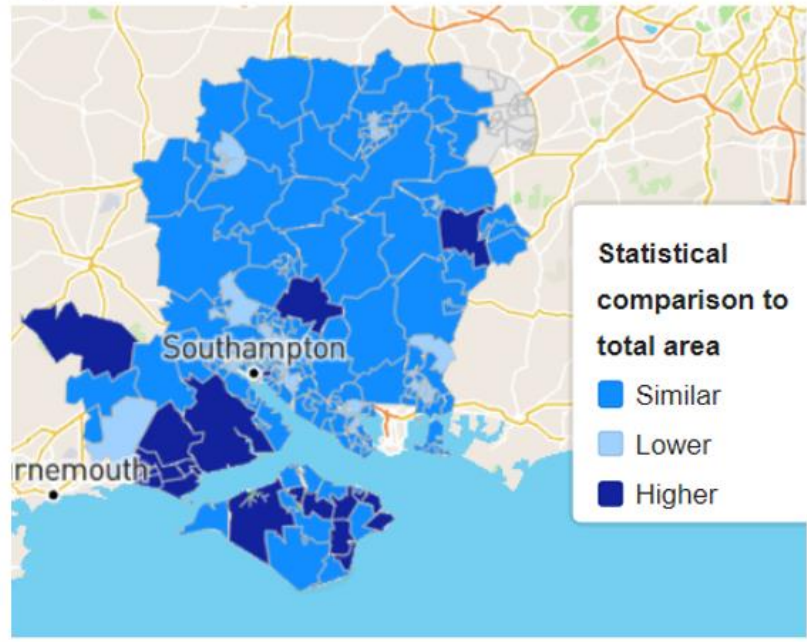 Southampton
rnemouth
Statistical
comparison to
total area
Similar
Lower
Higher